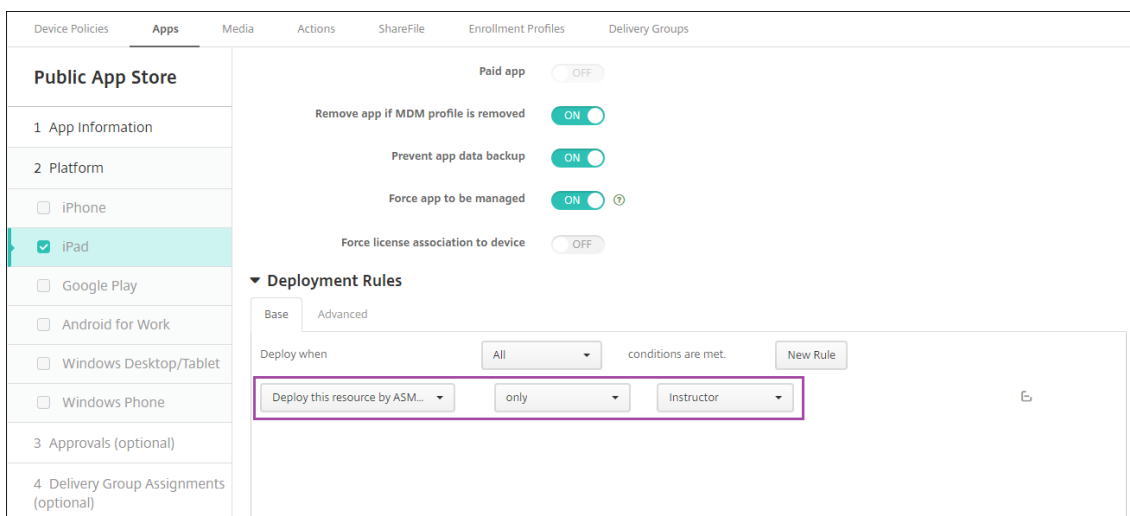 Device Policies Apps Media Actions ShareFile Enrollment Profiles Delivery Groups
Public App Store
1 App Information
2 Platform
iPhone
iPad
Google Play
Android for Work
Windows Desktop/Tablet
Windows Phone
3 Approvals (optional)
4 Delivery Group Assignments
(optional)
Paid app OFF
Remove app if MDM profile is removed ON
Prevent app data backup ON
Force app to be managed ON ?
Force license association to device OFF
Deployment Rules
Base Advanced
Deploy when All conditions are met. New Rule
Deploy this resource by ASM... only Instructor